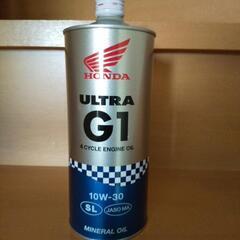 HONDA
ULTRA
G1
4 CYCLE ENGINE OIL
10W-30
SL JASO MA
MINERAL OIL